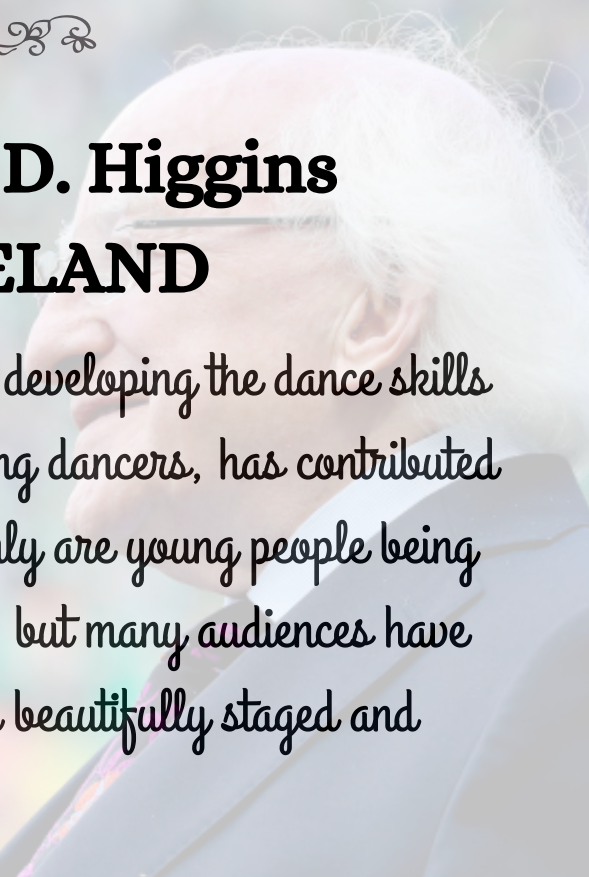 D. Higgins
ELAND
developing the dance skills
ng dancers, has contributed
ly are young people being
but many audiences have
beautifully staged and